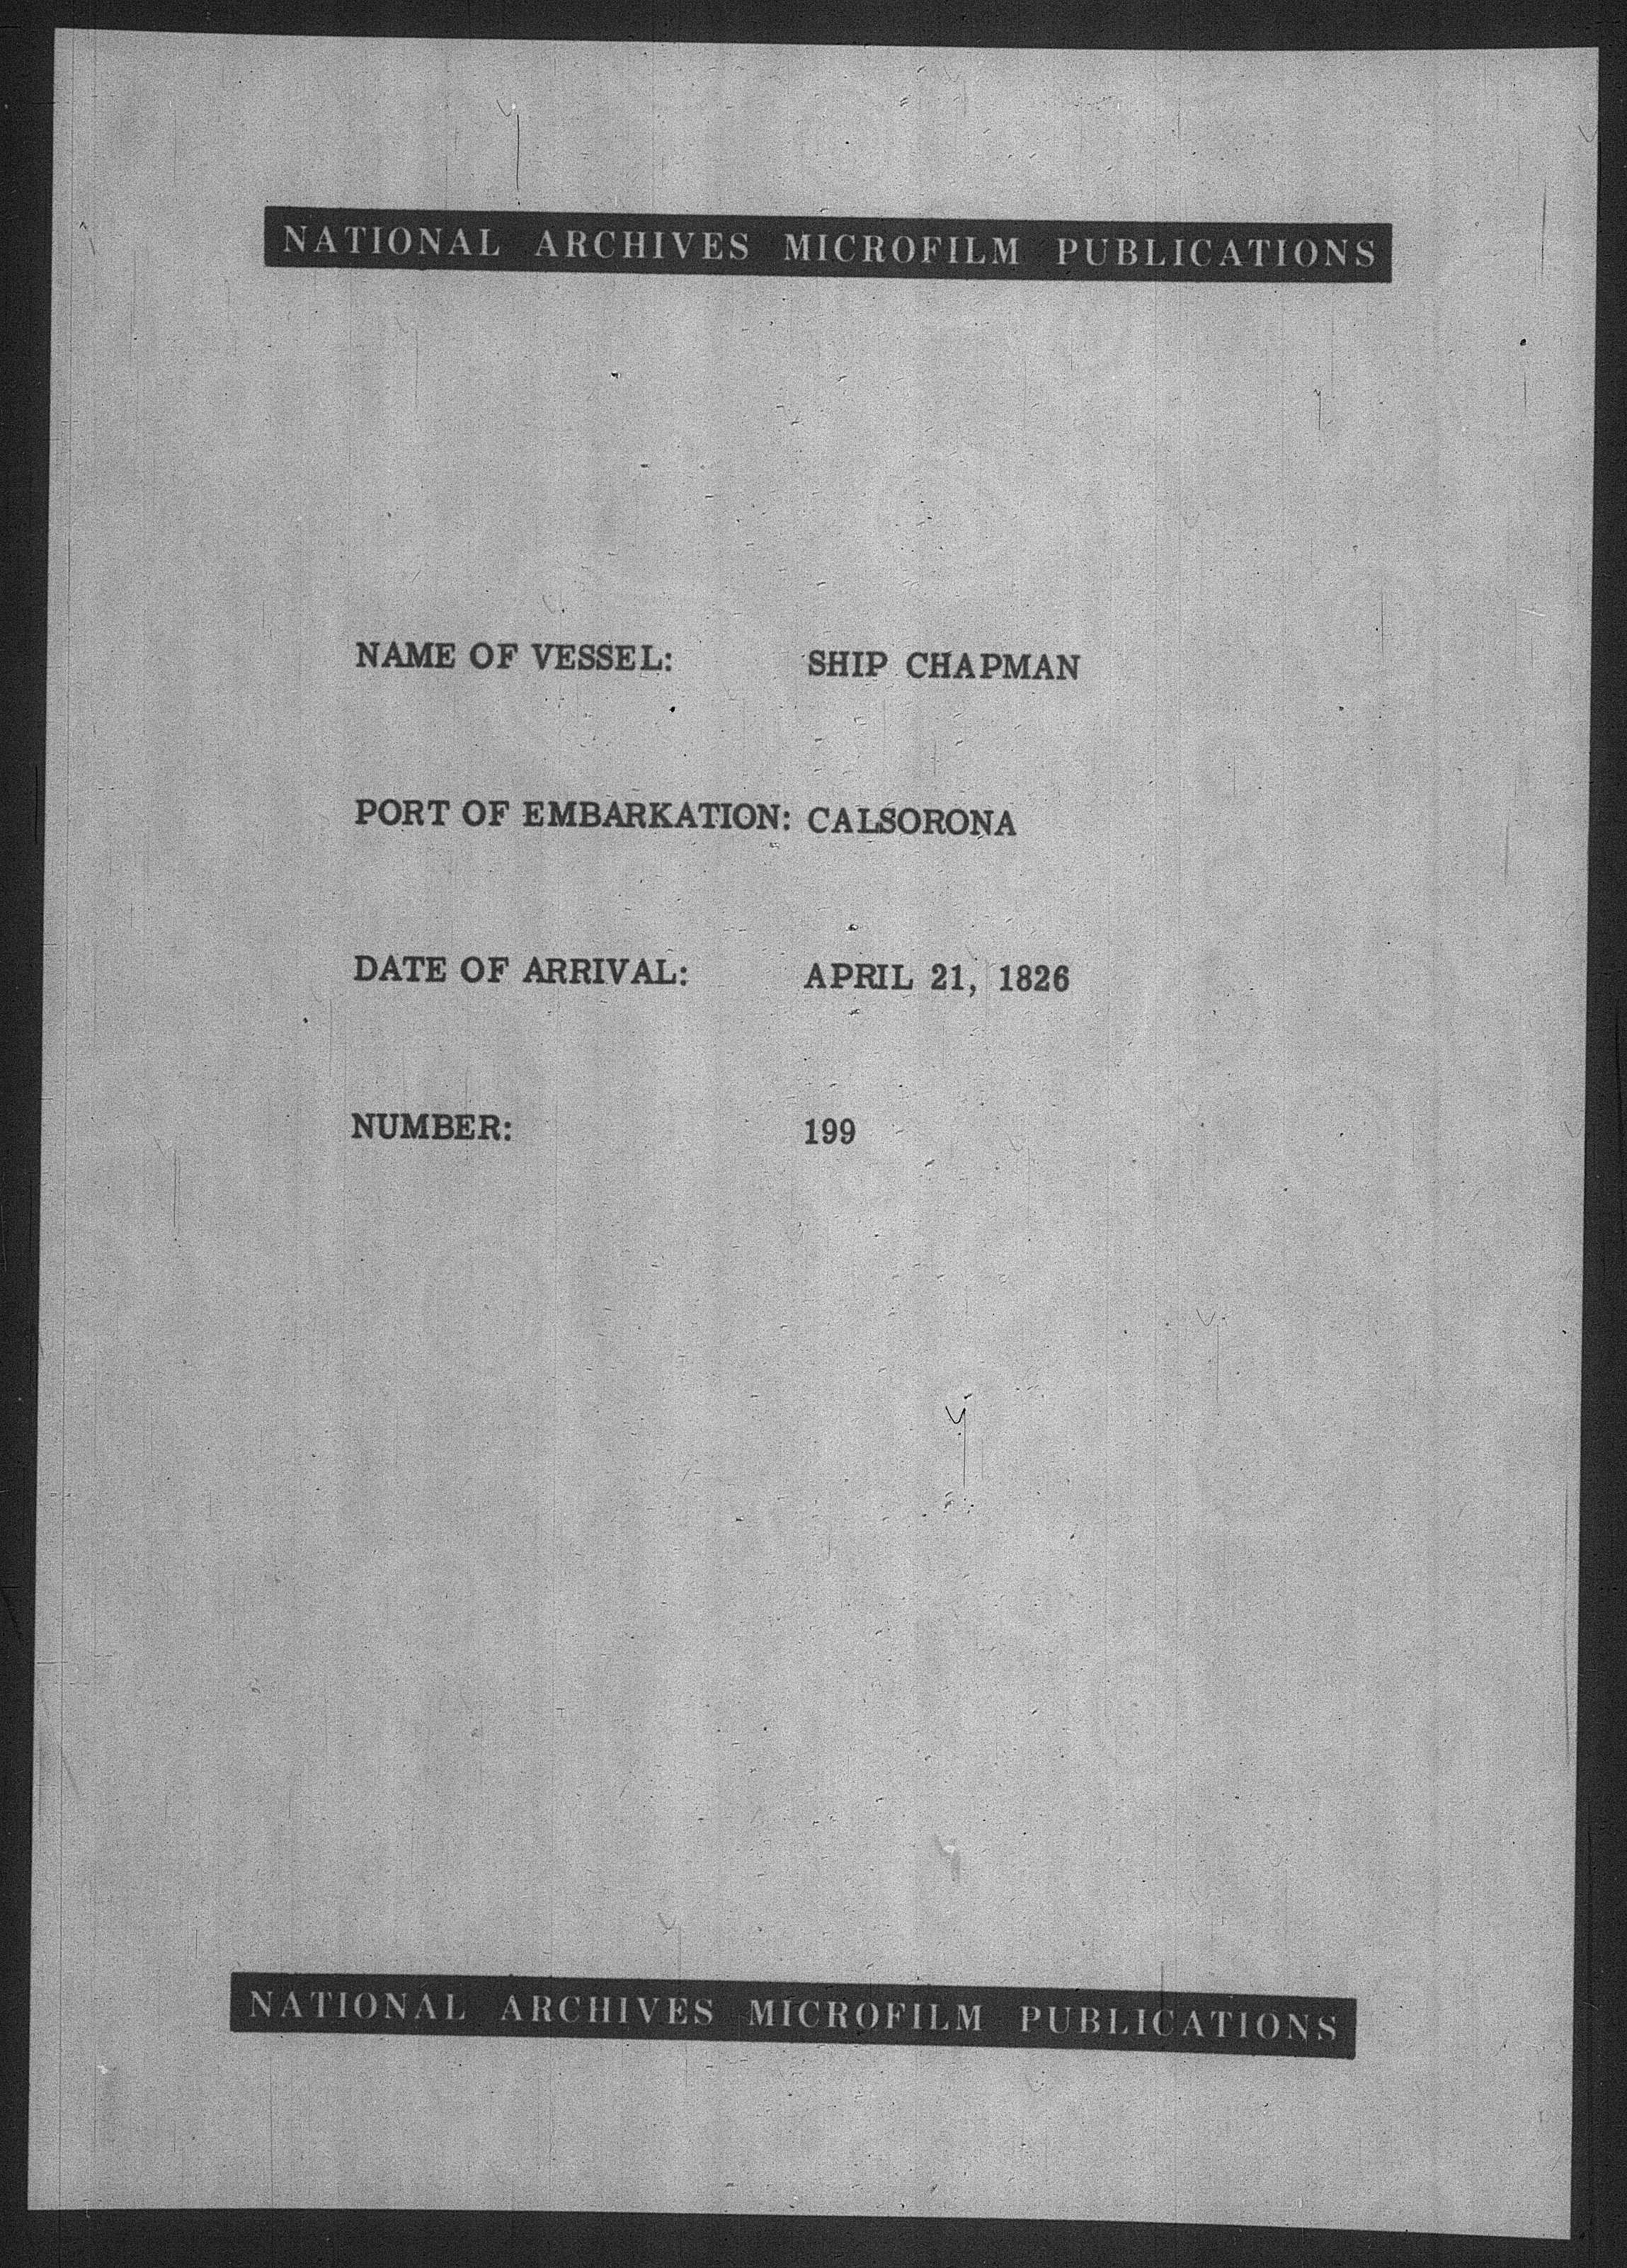 NATIONAL ARCHIVES MICROFILM PUBLICATIONS
NAME OF VESSEL: SHIP CHAPMAN
PORT OF EMBARKATION: CALSORONA
DATE OF ARRIVAL: APRIL 21, 1826
NUMBER: 199
NATIONAL ARCHIVES MICROFILM PUBLICATIONS